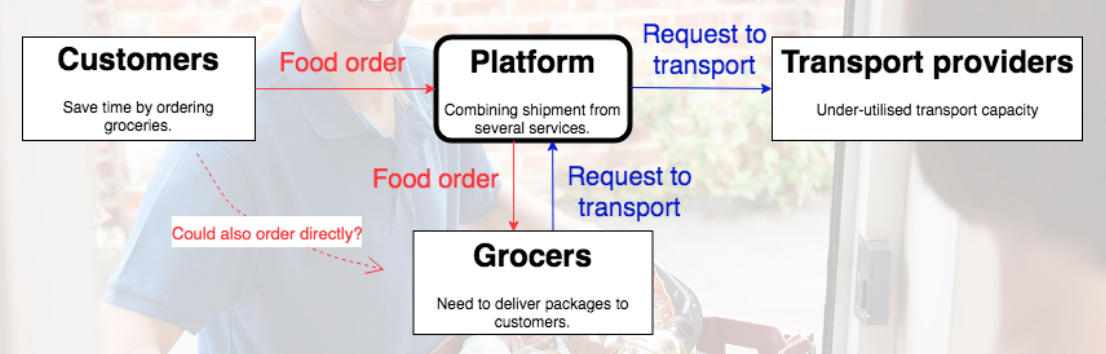 Customers
Save time by ordering
groceries.
Food order
Platform
Combining shipment from
several services.
Request to
transport
Transport providers
Under-utilised transport capacity
Food order
Request to
transport
Could also order directly?
Grocers
Need to deliver packages to
customers.